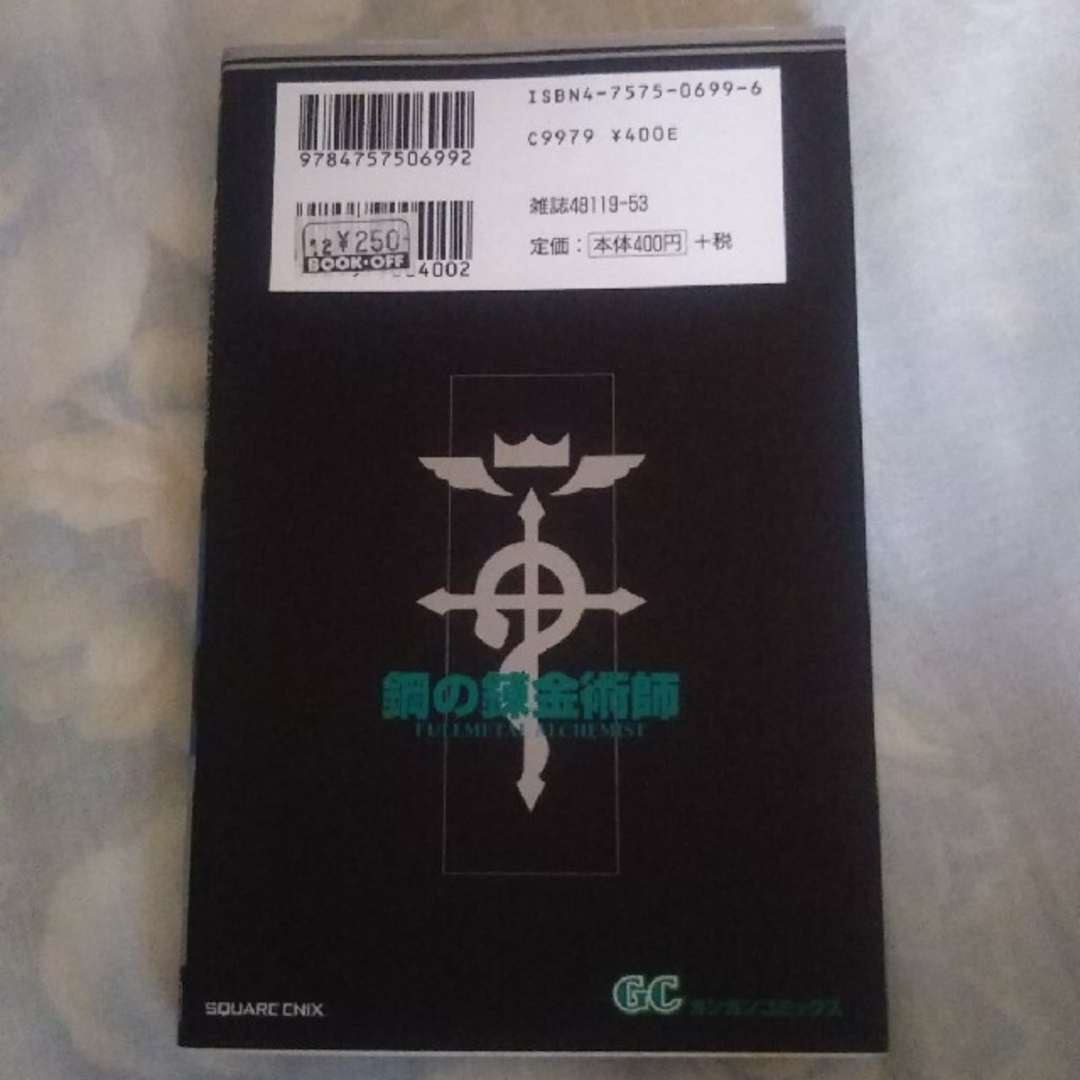 ISBN4-7575-0699-6
9784757506992
C9979 ¥400E
雑誌48119-53
定価：本体400円＋税
¥250-
BOOK・OFF
4002
鋼の錬金術師
FULLMETAL ALCHEMIST
SQUARE ENIX
GC ガンガンコミックス